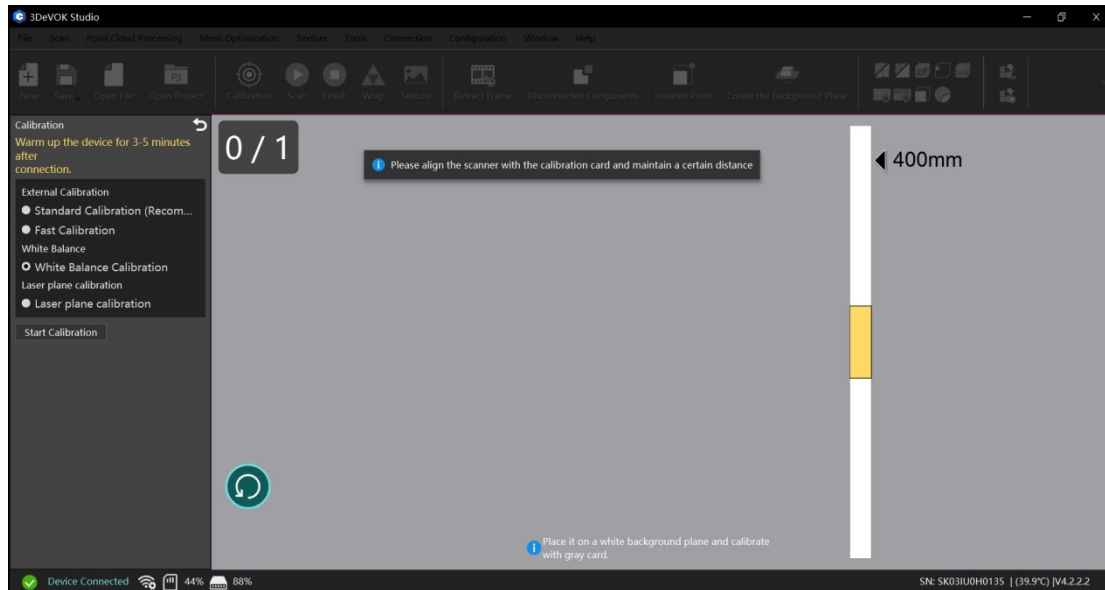 3DeVOK Studio
File Scan Point Cloud Processing Mesh Optimization Texture Tools Connection Configuration Window Help
PJ
New Save Open File Open Project Calibration Scan Finish Wrap Texture Retract Frame Disconnected Components Isolated Point Create the Background Plane
Calibration
Warm up the device for 3-5 minutes
after
connection.
External Calibration
Standard Calibration (Recom...
Fast Calibration
White Balance
White Balance Calibration
Laser plane calibration
Laser plane calibration
Start Calibration
0 / 1
Please align the scanner with the calibration card and maintain a certain distance
400mm
Place it on a white background plane and calibrate
with gray card.
Device Connected 44% 88% SN: SK03IU0H0135 | (39.9°C) |V4.2.2.2